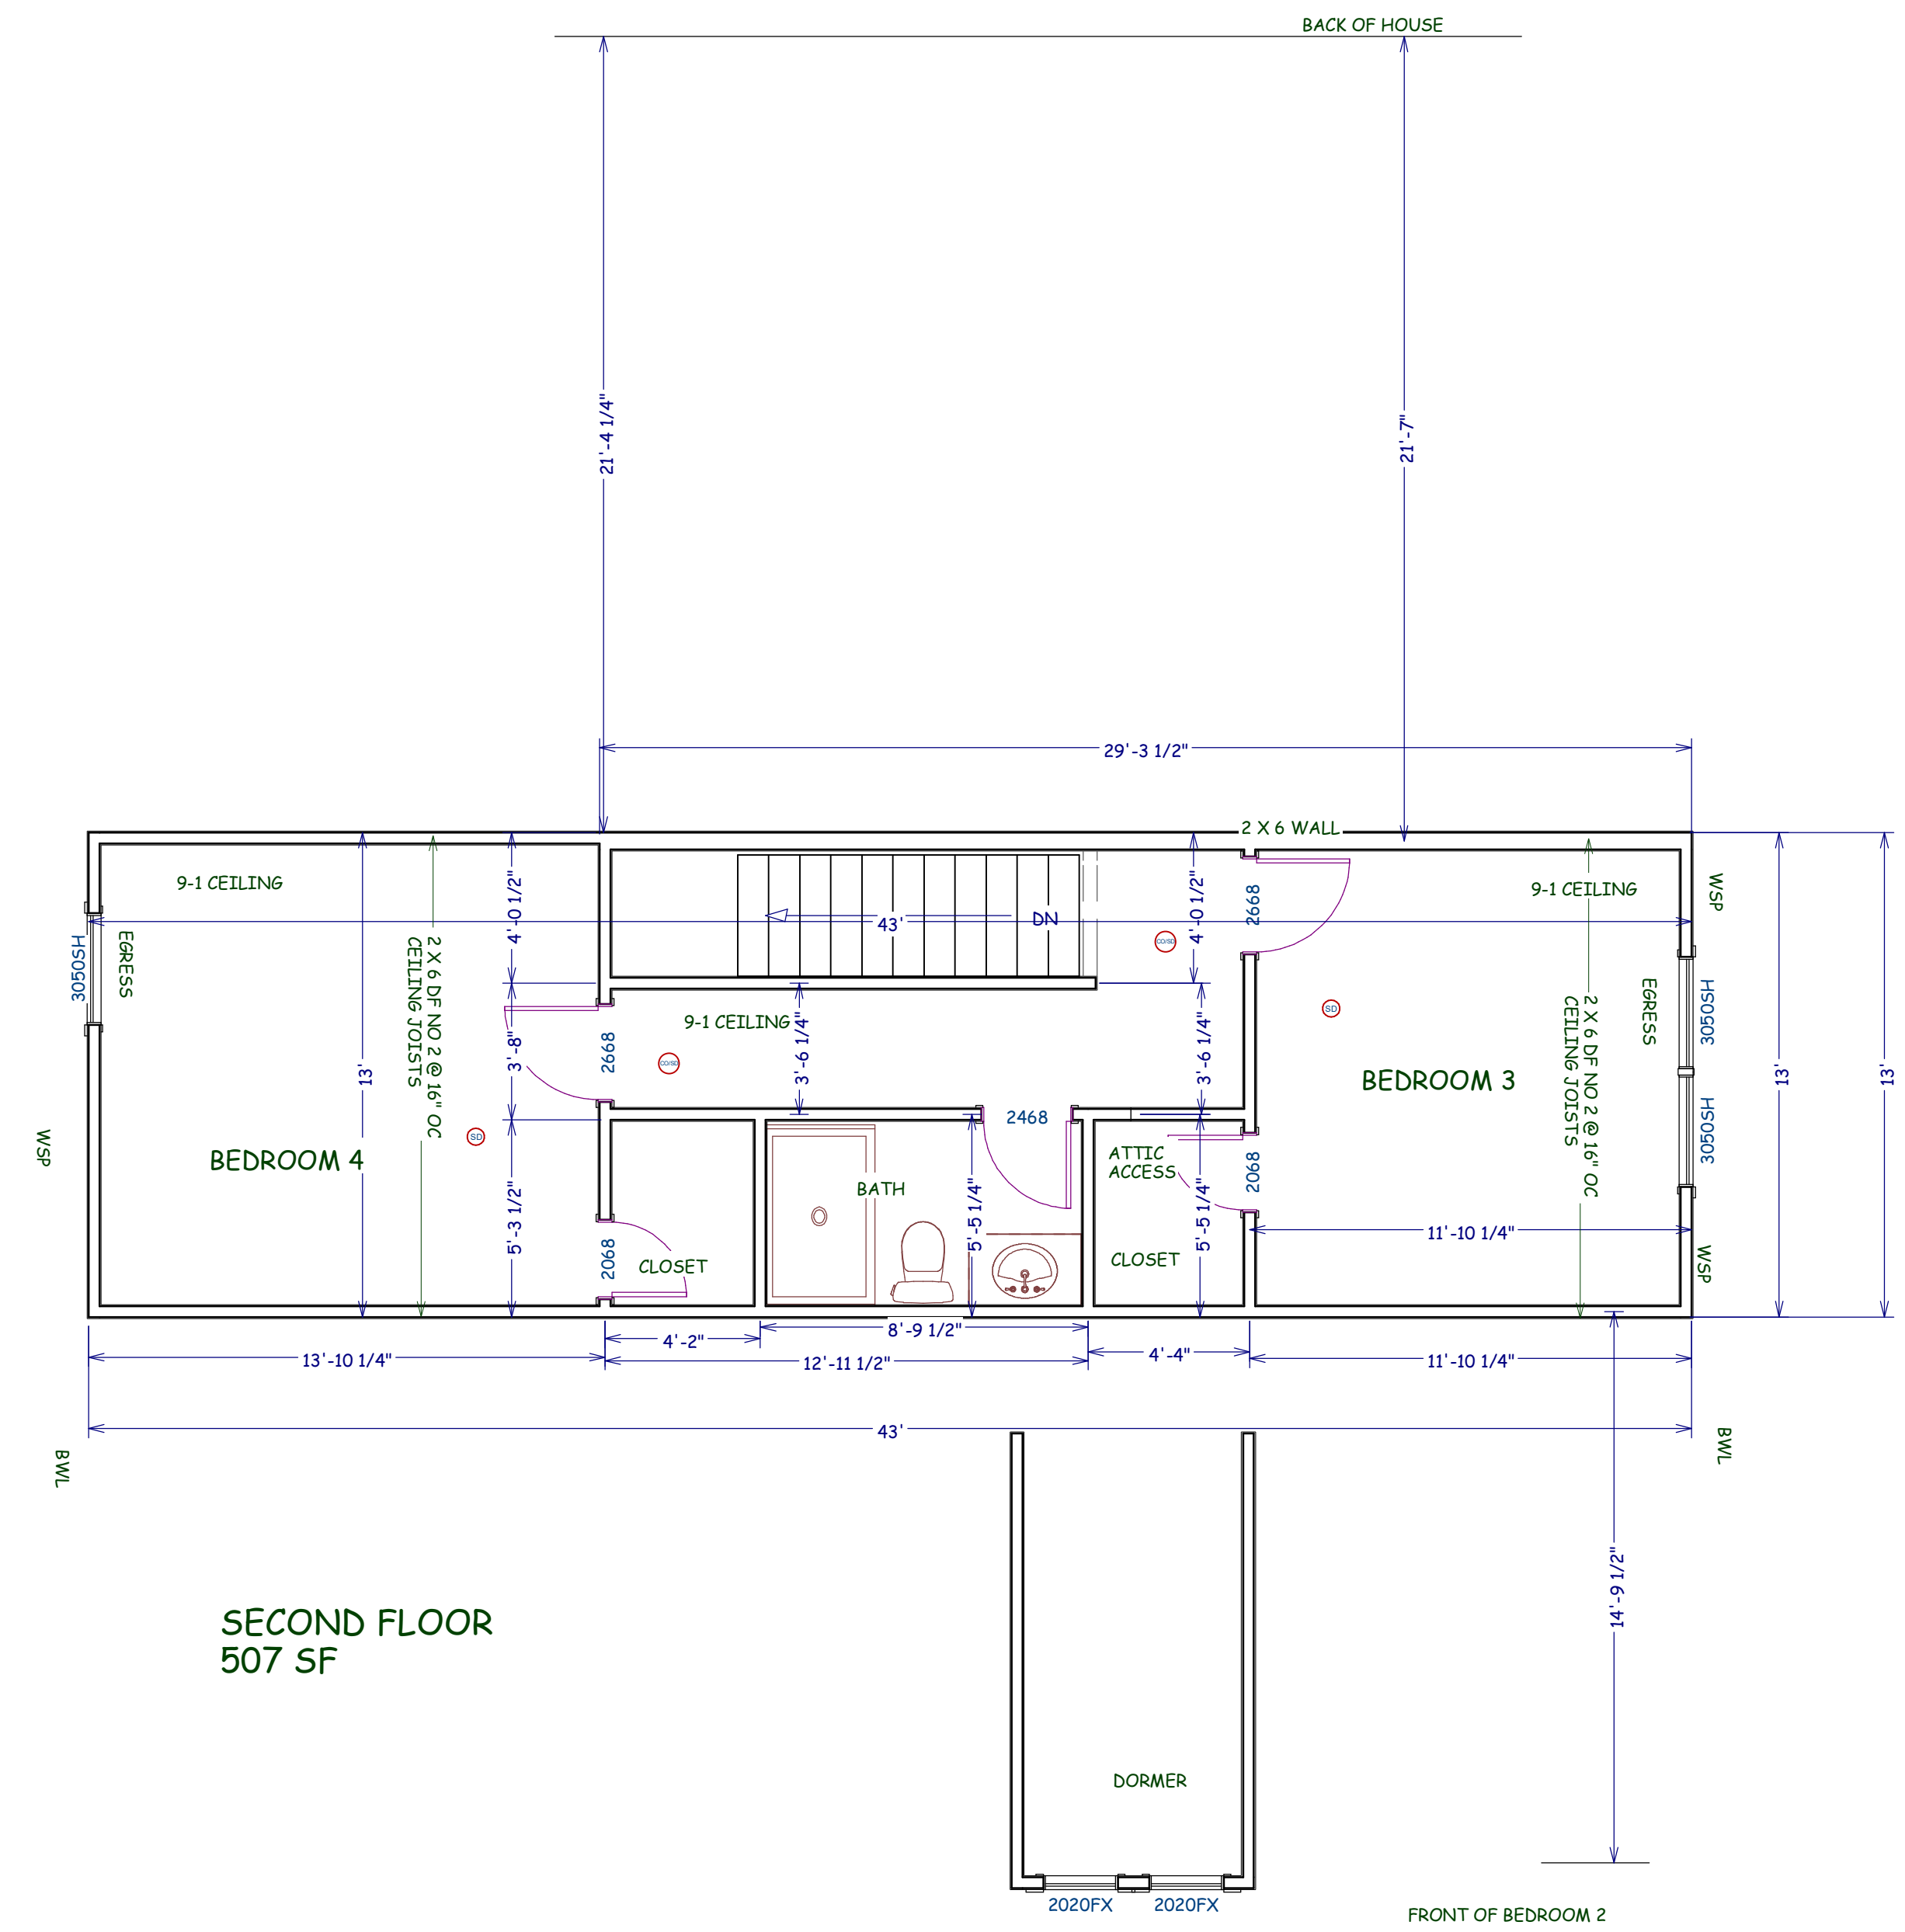 BACK OF HOUSE
21'-4 1/4"
21'-7"
29'-3 1/2"
2 X 6 WALL
9-1 CEILING
9-1 CEILING
WSP
4'-0 1/2"
4'-0 1/2"
2668
43'
DN
CO/SD
3050SH
EGRESS
2 X 6 DF NO 2 @ 16" OC
CEILING JOISTS
SD
EGRESS
3050SH
2 X 6 DF NO 2 @ 16" OC
CEILING JOISTS
9-1 CEILING
3'-8"
2668
CO/SD
3'-6 1/4"
3'-6 1/4"
13'
BEDROOM 3
13'
13'
2468
3050SH
WSP
SD
BEDROOM 4
ATTIC
ACCESS
2068
BATH
5'-3 1/2"
5'-5 1/4"
5'-5 1/4"
11'-10 1/4"
2068
CLOSET
CLOSET
WSP
4'-2"
8'-9 1/2"
13'-10 1/4"
12'-11 1/2"
4'-4"
11'-10 1/4"
43'
BWL
BWL
14'-9 1/2"
SECOND FLOOR
507 SF
DORMER
2020FX
2020FX
FRONT OF BEDROOM 2